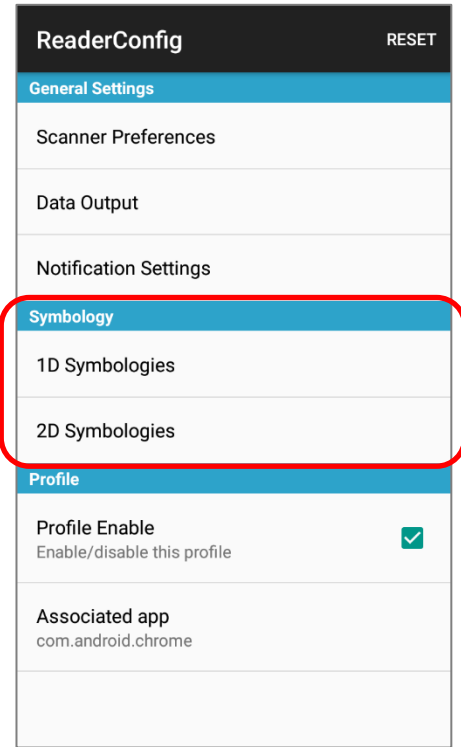 ReaderConfig RESET
General Settings
Scanner Preferences
Data Output
Notification Settings
Symbology
1D Symbologies
2D Symbologies
Profile
Profile Enable
Enable/disable this profile
Associated app
com.android.chrome